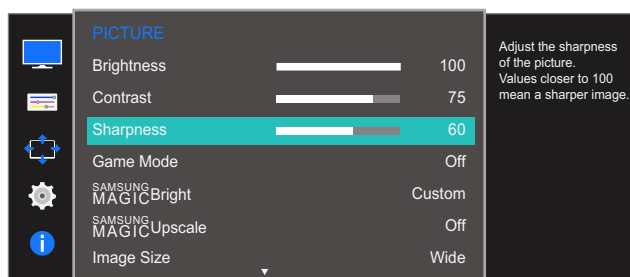 PICTURE
Brightness 100
Contrast 75
Sharpness 60
Game Mode Off
SAMSUNG
MAGICBright Custom
SAMSUNG
MAGICUpscale Off
Image Size Wide
Adjust the sharpness
of the picture.
Values closer to 100
mean a sharper image.
i